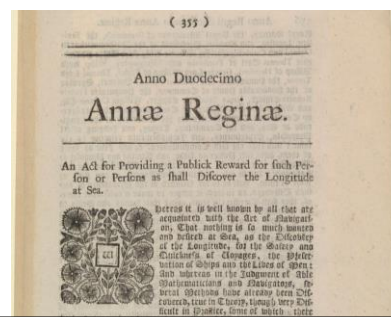 ( 355 )
Anno Duodecimo
Annæ Reginæ.
An Act for Providing a Publick Reward for ſuch Per-
ſon or Perſons as ſhall Diſcover the Longitude
at Sea.
Hereas it is well known by all that are
acquainted with the Art of Navigati-
on, That nothing is ſo much wanted
and deſired at Sea, as the Diſcovery
of the Longitude, for the Safety and
Quickneſs of Voyages, the Preſer-
vation of Ships and the Lives of Men:
And whereas in the Judgment of Able
Mathematicians and Navigators, ſe-
veral Methods have already been Diſ-
covered, true in Theory, though very Dif-
ficult in Practice, ſome of which there